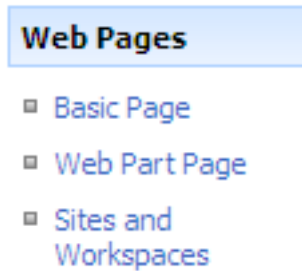 Web Pages
Basic Page
Web Part Page
Sites and
Workspaces